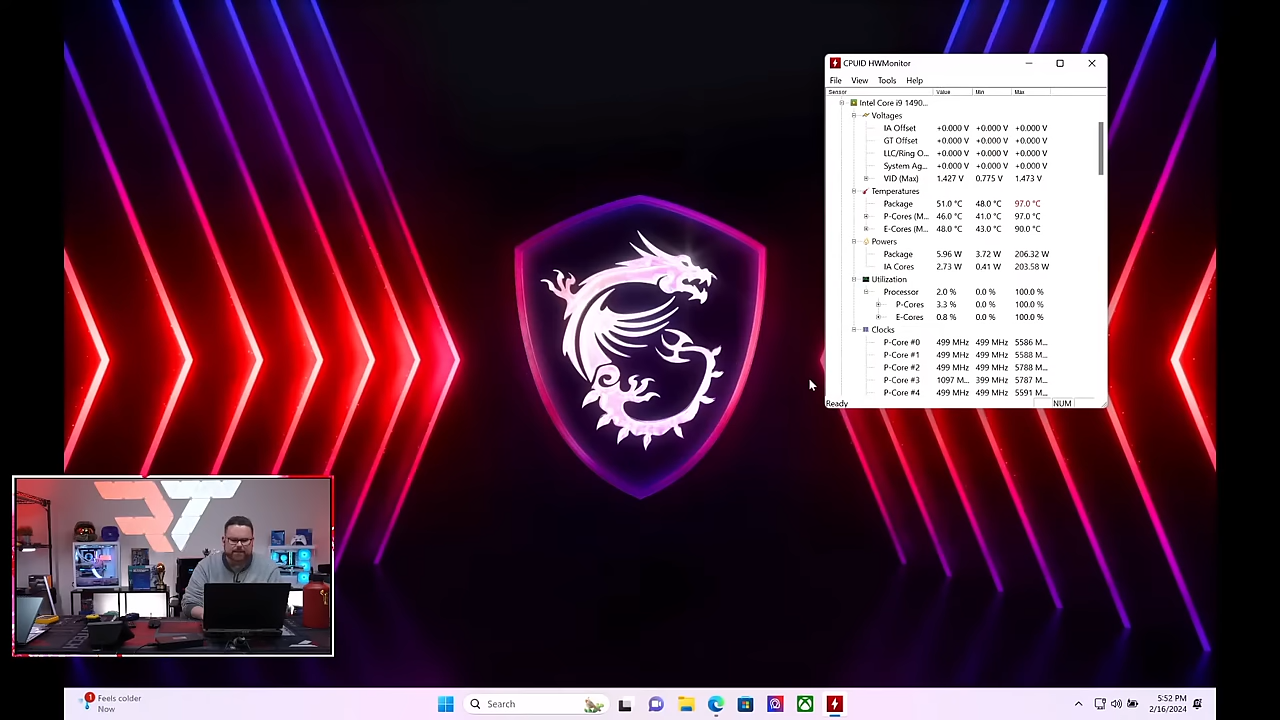 CPUID HWMonitor
File View Tools Help
Sensor Value Min Max
Intel Core i9 1490...
Voltages
IA Offset +0.000 V +0.000 V +0.000 V
GT Offset +0.000 V +0.000 V +0.000 V
LLC/Ring O... +0.000 V +0.000 V +0.000 V
System Ag... +0.000 V +0.000 V +0.000 V
VID (Max) 1.427 V 0.775 V 1.473 V
Temperatures
Package 51.0 °C 48.0 °C 97.0 °C
P-Cores (M... 46.0 °C 41.0 °C 97.0 °C
E-Cores (M... 48.0 °C 43.0 °C 90.0 °C
Powers
Package 5.96 W 3.72 W 206.32 W
IA Cores 2.73 W 0.41 W 203.58 W
Utilization
Processor 2.0 % 0.0 % 100.0 %
P-Cores 3.3 % 0.0 % 100.0 %
E-Cores 0.8 % 0.0 % 100.0 %
Clocks
P-Core #0 499 MHz 499 MHz 5586 M...
P-Core #1 499 MHz 499 MHz 5588 M...
P-Core #2 499 MHz 499 MHz 5788 M...
P-Core #3 1097 M... 399 MHz 5787 M...
P-Core #4 499 MHz 499 MHz 5591 M...
Ready NUM
RT
1
Feels colder
Now
Search
5:52 PM
2/16/2024